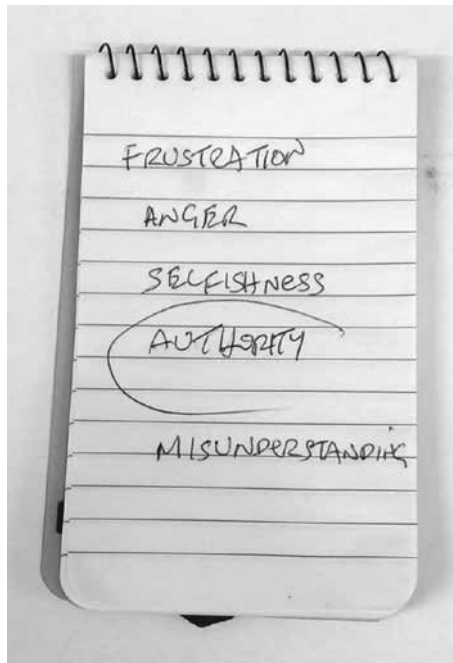 FRUSTRATION
ANGER
SELFISHNESS
AUTHORITY
MISUNDERSTANDING